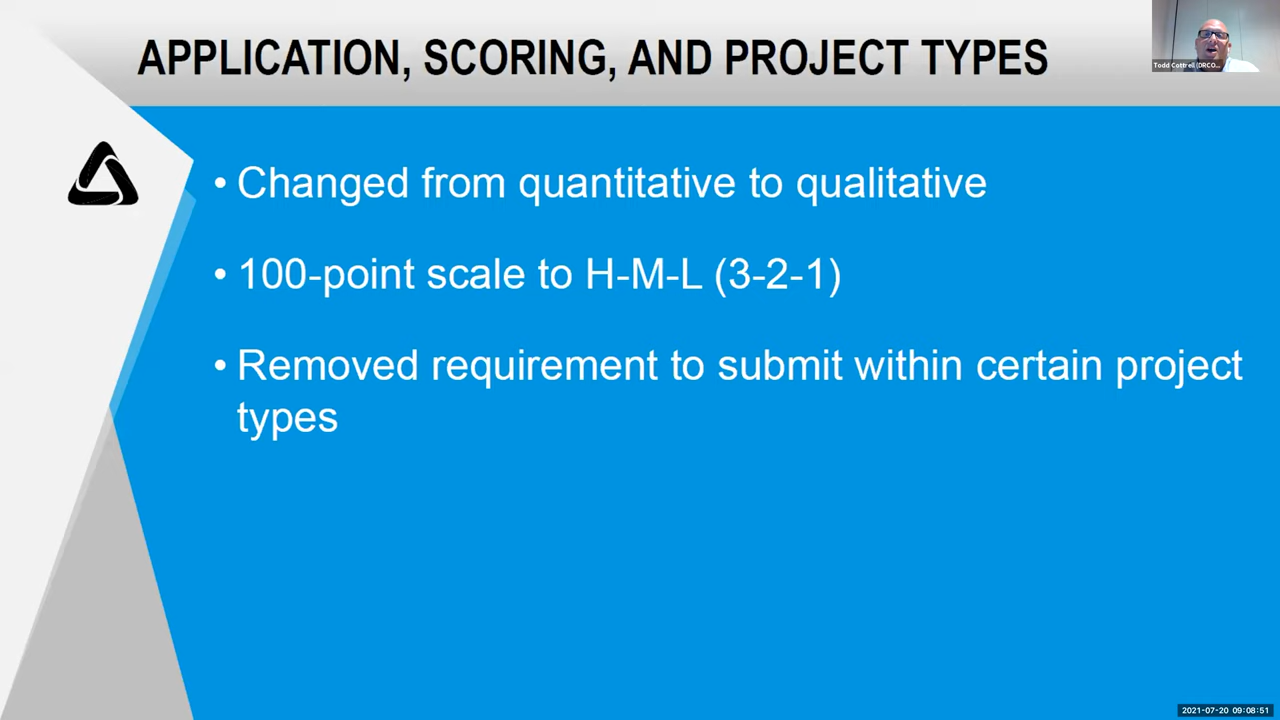 APPLICATION, SCORING, AND PROJECT TYPES
Todd Cottrell (DRCO...
• Changed from quantitative to qualitative
• 100-point scale to H-M-L (3-2-1)
• Removed requirement to submit within certain project
types
2021-07-20 09:08:51